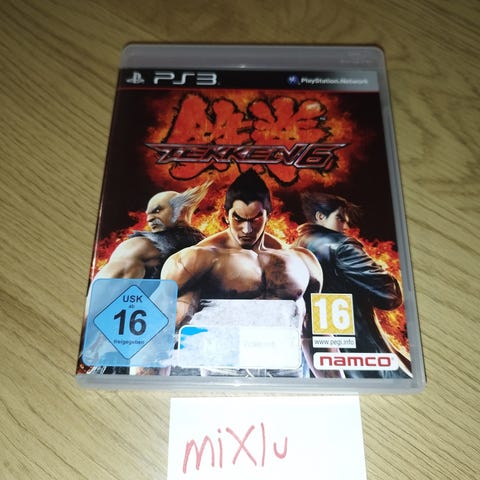 PS3
PlayStation Network
鉄拳
TEKKEN 6
USK
ab
16
freigegeben
16
www.pegi.info
namco
miXlu